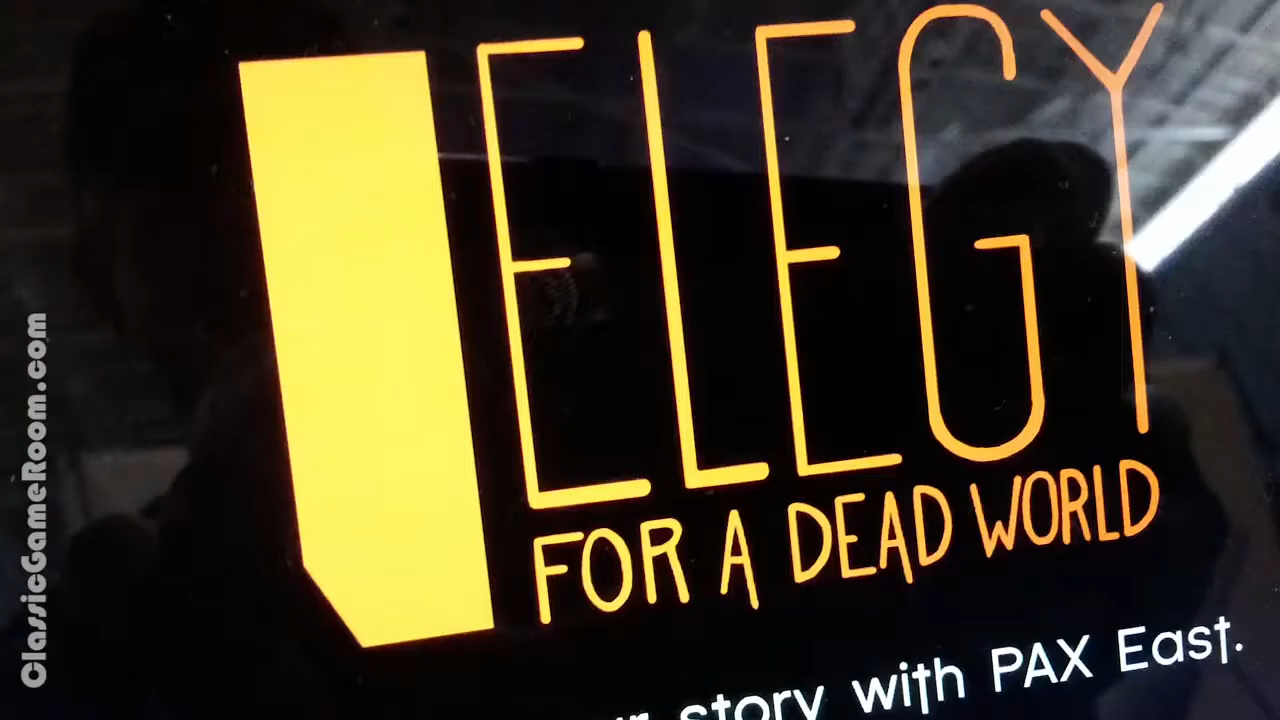 ELEGY
FOR A DEAD WORLD
story with PAX East.
ClassicGameRoom.com